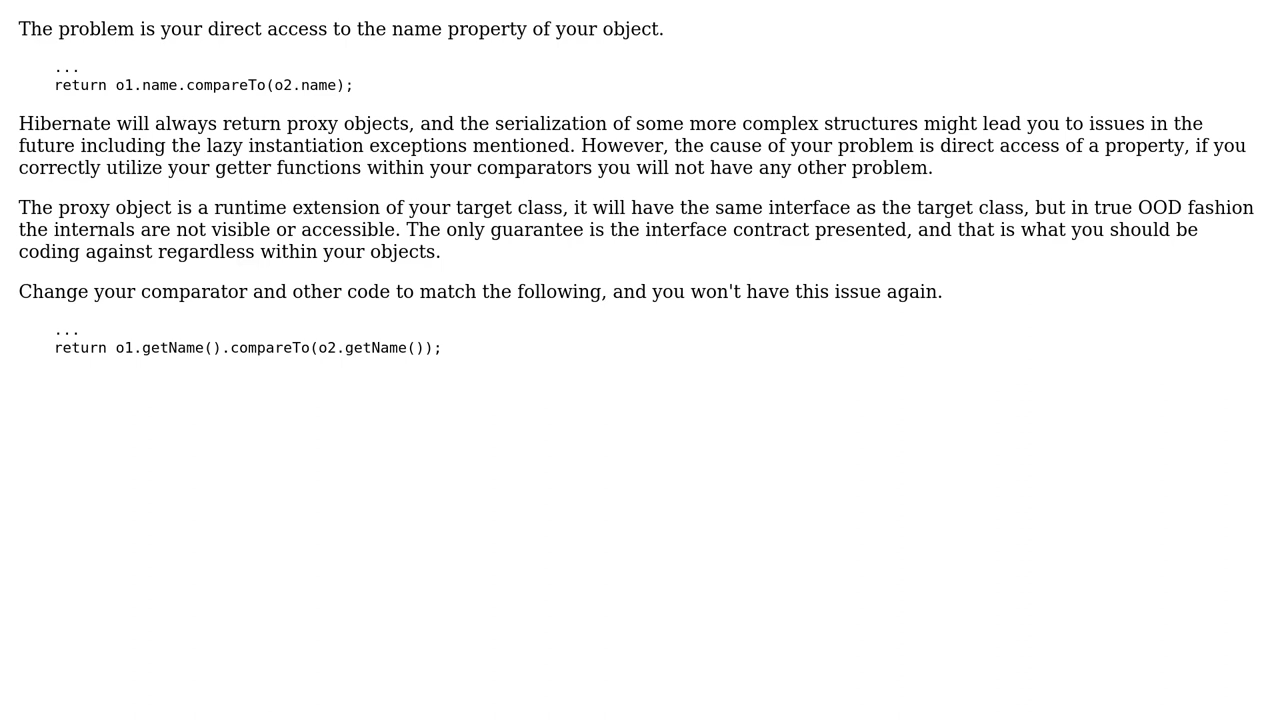 The problem is your direct access to the name property of your object.
...
return o1.name.compareTo(o2.name);
Hibernate will always return proxy objects, and the serialization of some more complex structures might lead you to issues in the
future including the lazy instantiation exceptions mentioned. However, the cause of your problem is direct access of a property, if you
correctly utilize your getter functions within your comparators you will not have any other problem.
The proxy object is a runtime extension of your target class, it will have the same interface as the target class, but in true OOD fashion
the internals are not visible or accessible. The only guarantee is the interface contract presented, and that is what you should be
coding against regardless within your objects.
Change your comparator and other code to match the following, and you won't have this issue again.
...
return o1.getName().compareTo(o2.getName());